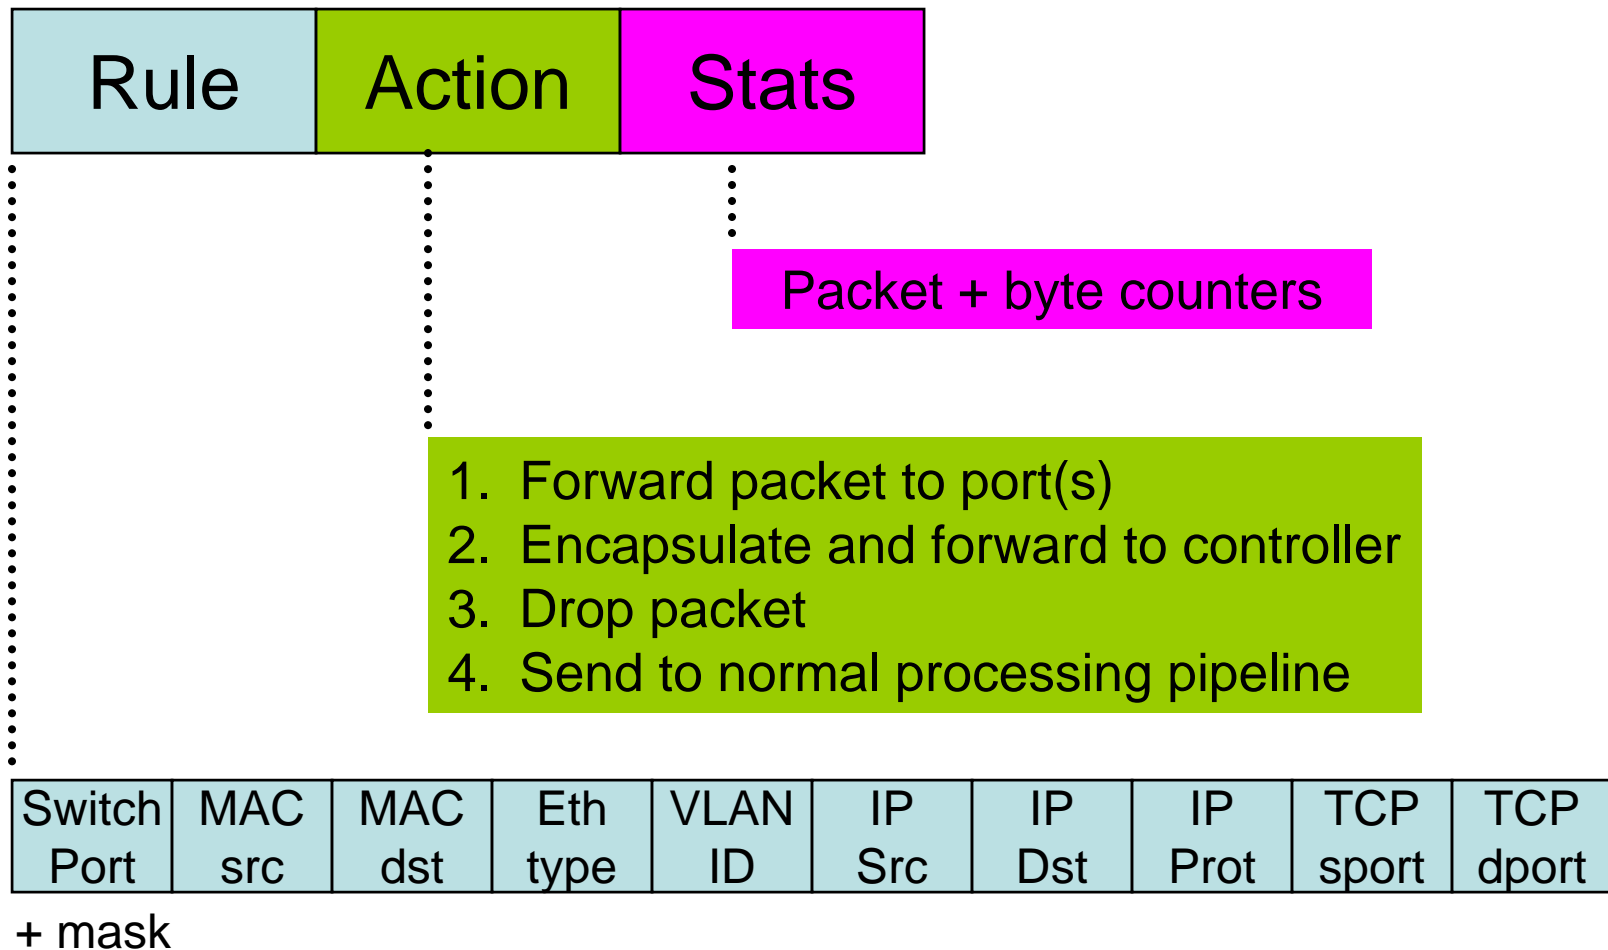 Rule Action Stats
Packet + byte counters
1. Forward packet to port(s)
2. Encapsulate and forward to controller
3. Drop packet
4. Send to normal processing pipeline
Switch MAC MAC Eth VLAN IP IP IP TCP TCP
Port src dst type ID Src Dst Prot sport dport
+ mask